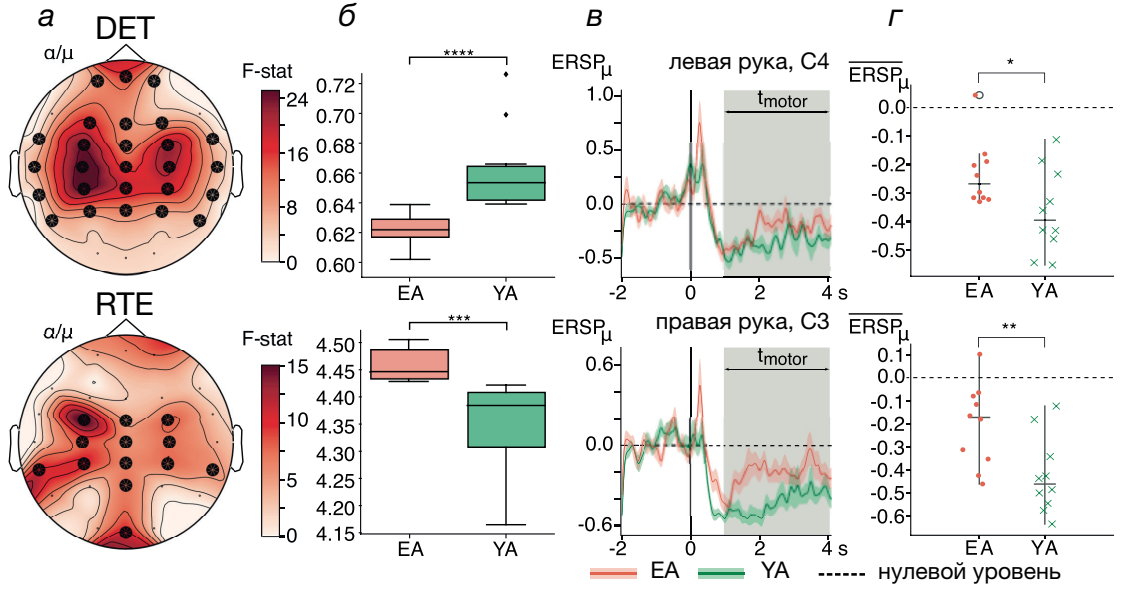 а
б
в
г
DET
α/μ
F-stat
24
16
8
0
****
0.72
0.70
0.68
0.66
0.64
0.62
0.60
EA
YA
ERSPμ
левая рука, C4
tmotor
1.0
0.5
0.0
-0.5
-2
0
2
4 s
ERSPμ
*
0.0
-0.1
-0.2
-0.3
-0.4
-0.5
EA
YA
RTE
α/μ
F-stat
15
10
5
0
***
4.50
4.45
4.40
4.35
4.30
4.25
4.20
4.15
EA
YA
ERSPμ
правая рука, C3
tmotor
0.6
0.0
-0.6
-2
0
2
4 s
ERSPμ
**
0.1
0.0
-0.1
-0.2
-0.3
-0.4
-0.5
-0.6
EA
YA
EA
YA
нулевой уровень